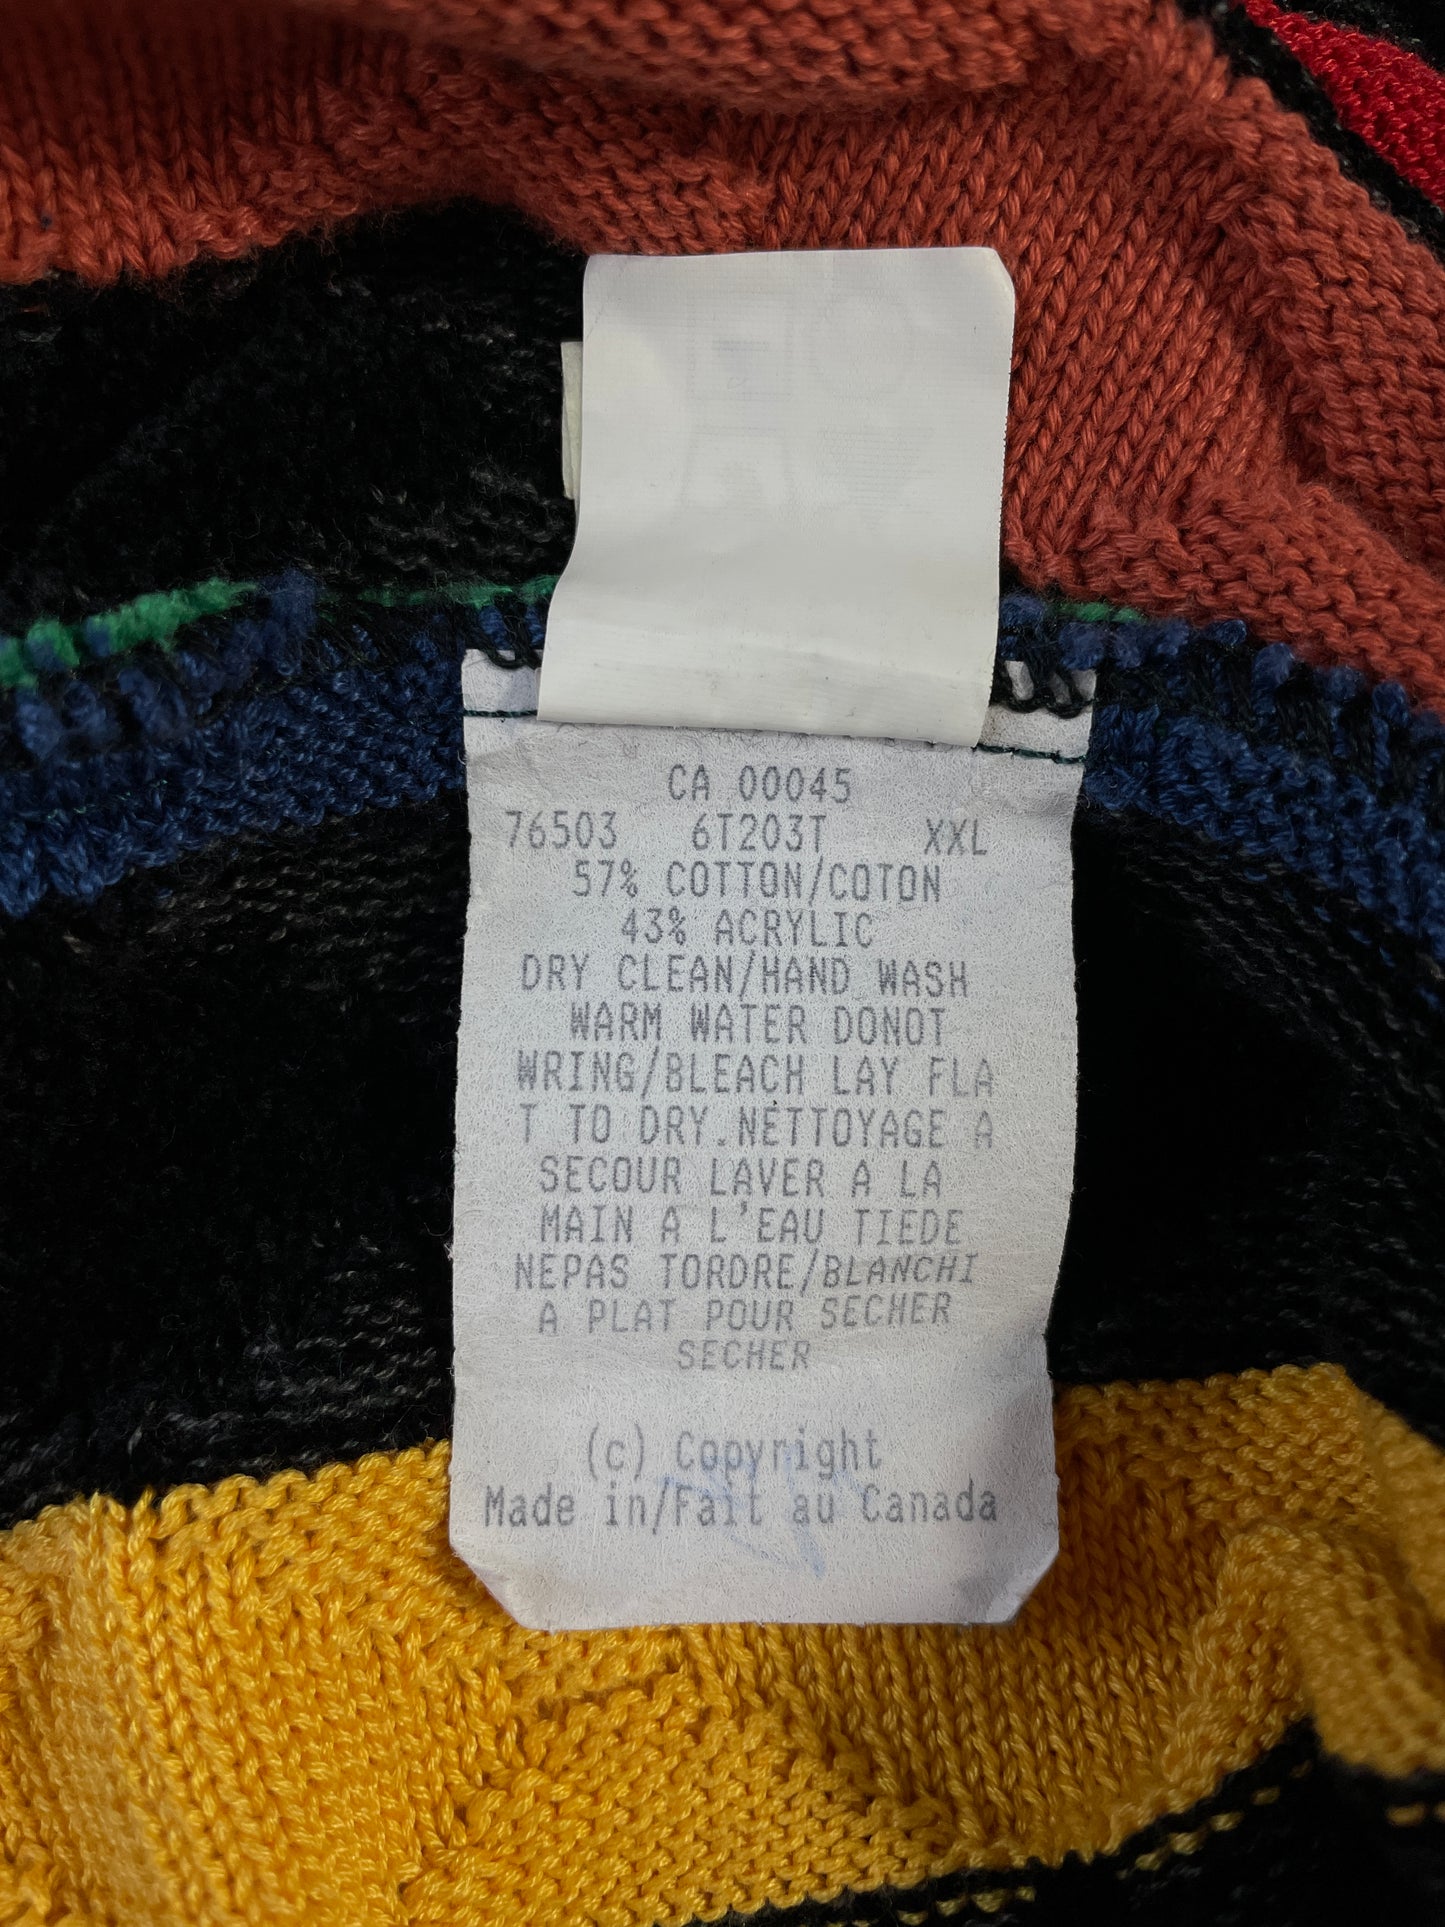 CA 00045
76503 6T203T XXL
57% COTTON/COTON
43% ACRYLIC
DRY CLEAN/HAND WASH
WARM WATER DONOT
WRING/BLEACH LAY FLA
T TO DRY.NETTOYAGE A
SECOUR LAVER A LA
MAIN A L'EAU TIEDE
NEPAS TORDRE/BLANCHI
A PLAT POUR SECHER
SECHER
(c) Copyright
Made in/Fait au Canada